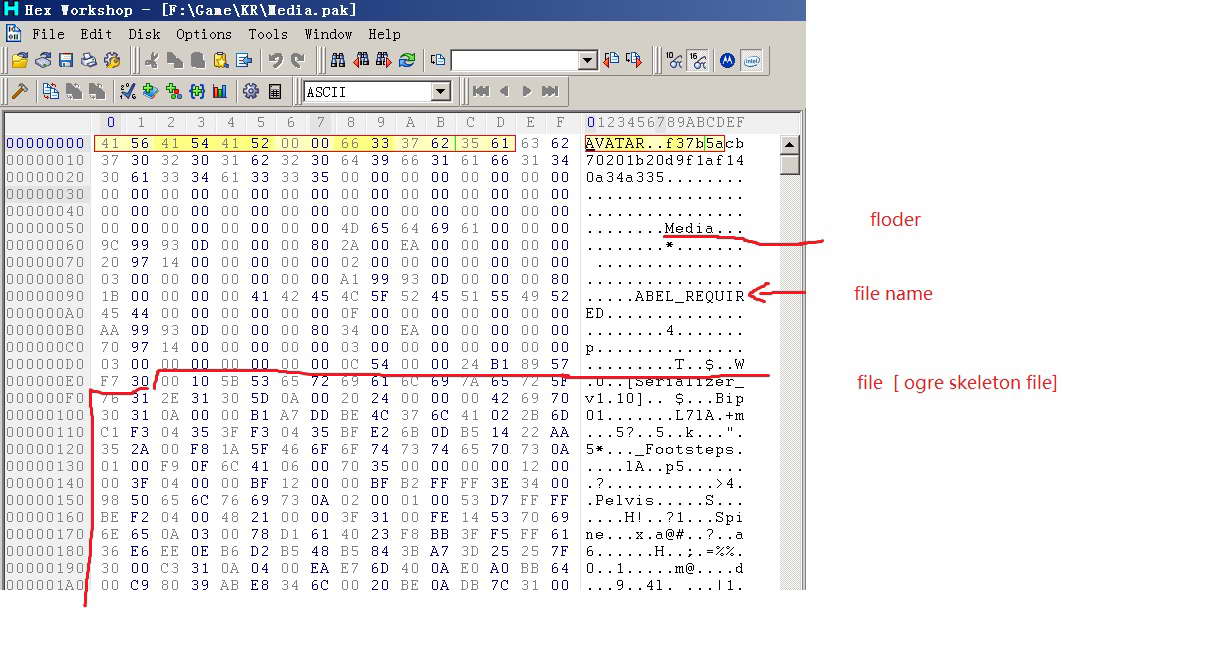 Hex Workshop - [F:\Game\KR\Media.pak]
File Edit Disk Options Tools Window Help
ASCII
0 1 2 3 4 5 6 7 8 9 A B C D E F 0123456789ABCDEF
00000000 41 56 41 54 41 52 00 00 66 33 37 62 35 61 63 62 AVATAR..f37b5acb
00000010 37 30 32 30 31 62 32 30 64 39 66 31 61 66 31 34 70201b20d9f1af14
00000020 30 61 33 34 61 33 33 35 00 00 00 00 00 00 00 00 0a34a335........
00000030 00 00 00 00 00 00 00 00 00 00 00 00 00 00 00 00 ................
00000040 00 00 00 00 00 00 00 00 00 00 00 00 00 00 00 00 ................
00000050 00 00 00 00 00 00 00 00 4D 65 64 69 61 00 00 00 ........Media...
floder
00000060 9C 99 93 0D 00 00 00 80 2A 00 EA 00 00 00 00 00 ........*.......
00000070 20 97 14 00 00 00 00 00 02 00 00 00 00 00 00 00 ...............
00000080 03 00 00 00 00 00 00 00 A1 99 93 0D 00 00 00 80 ................
00000090 1B 00 00 00 00 41 42 45 4C 5F 52 45 51 55 49 52 .....ABEL_REQUIR
file name
000000A0 45 44 00 00 00 00 00 00 0F 00 00 00 00 00 00 00 ED..............
000000B0 AA 99 93 0D 00 00 00 80 34 00 EA 00 00 00 00 00 ........4.......
000000C0 70 97 14 00 00 00 00 00 03 00 00 00 00 00 00 00 p...............
000000D0 03 00 00 00 00 00 00 00 0C 54 00 00 24 B1 89 57 .........T..$..W
000000E0 F7 30 00 10 5B 53 65 72 69 61 6C 69 7A 65 72 5F .0..[Serializer_
file [ ogre skeleton file]
000000F0 76 31 2E 31 30 5D 0A 00 20 24 00 00 00 42 69 70 v1.10].. $...Bip
00000100 30 31 0A 00 00 B1 A7 DD BE 4C 37 6C 41 02 2B 6D 01.......L7lA.+m
00000110 C1 F3 04 35 3F F3 04 35 BF E2 6B 0D B5 14 22 AA ...5?..5..k...".
00000120 35 2A 00 F8 1A 5F 46 6F 6F 74 73 74 65 70 73 0A 5*..._Footsteps.
00000130 01 00 F9 0F 6C 41 06 00 70 35 00 00 00 00 12 00 ....lA..p5......
00000140 00 3F 04 00 00 BF 12 00 00 BF B2 FF FF 3E 34 00 .?...........>4.
00000150 98 50 65 6C 76 69 73 0A 02 00 01 00 53 D7 FF FF .Pelvis.....S...
00000160 BE F2 04 00 48 21 00 00 3F 31 00 FE 14 53 70 69 ....H!..?1...Spi
00000170 6E 65 0A 03 00 78 D1 61 40 23 F8 BB 3F F5 FF 61 ne...x.a@#..?..a
00000180 36 E6 EE 0E B6 D2 B5 48 B5 84 3B A7 3D 25 25 7F 6......H..;.=%%.
00000190 30 00 C3 31 0A 04 00 EA E7 6D 40 0A E0 A0 BB 64 0..1.....m@....d
000001A0 00 C9 80 39 AB E8 34 6C 00 20 BE 0A DB 7C 31 00 ...9..4l. ...|1.